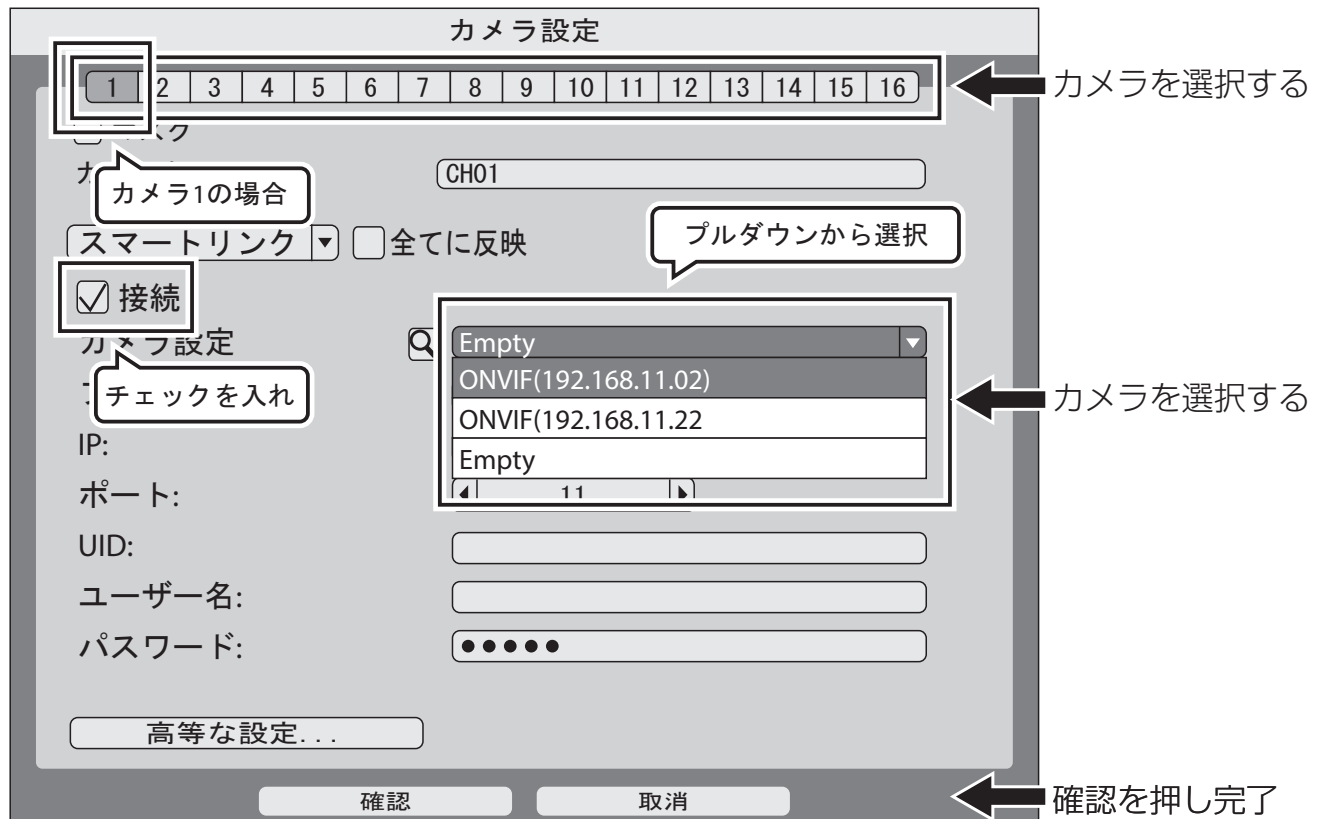 カメラ設定
1 2 3 4 5 6 7 8 9 10 11 12 13 14 15 16
カメラを選択する
スク
カ
CH01
カメラ1の場合
スマートリンク
全てに反映
プルダウンから選択
接続
カメラ設定
Empty
ONVIF(192.168.11.02)
カメラを選択する
チェックを入れ
ONVIF(192.168.11.22
IP:
Empty
ポート:
11
UID:
ユーザー名:
パスワード:
高等な設定...
確認
取消
確認を押し完了